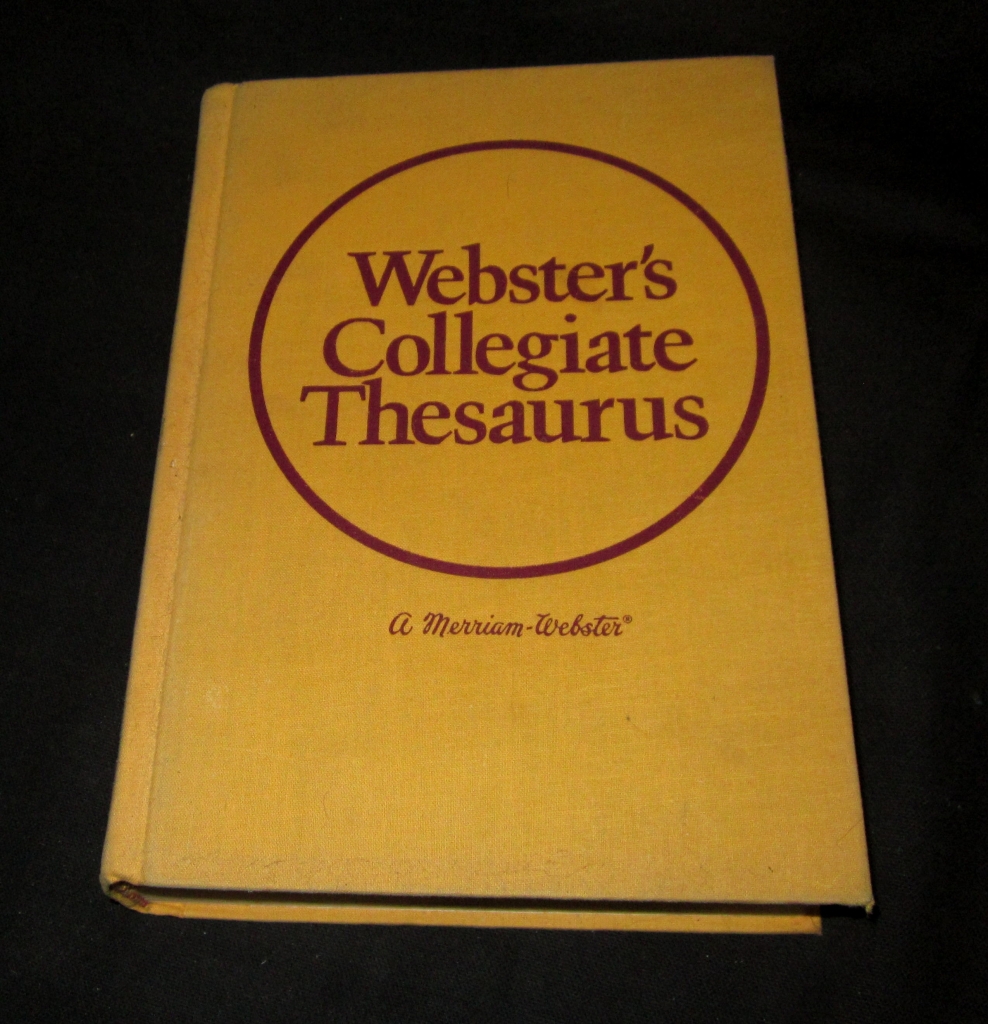 Webster's
Collegiate
Thesaurus
A Merriam-Webster®